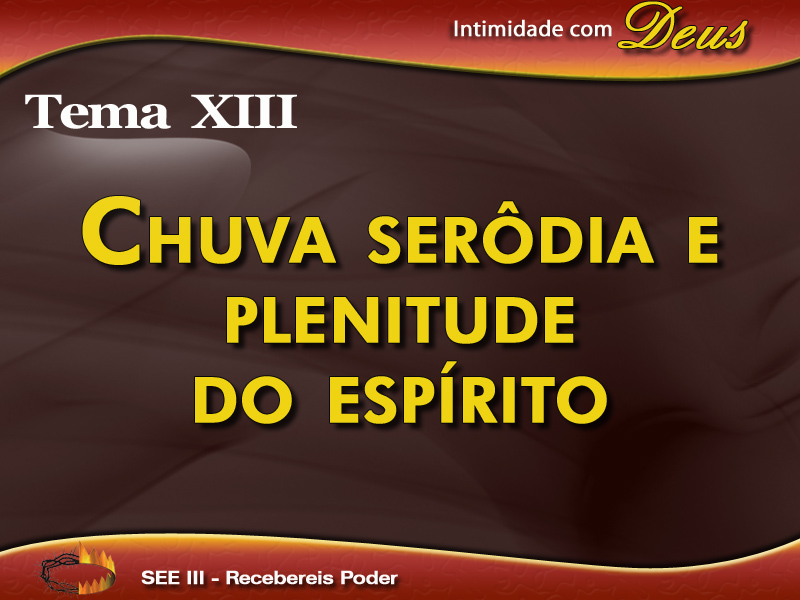 Intimidade com Deus
Tema XIII
CHUVA SERÔDIA E
PLENITUDE
DO ESPÍRITO
SEE III - Recebereis Poder